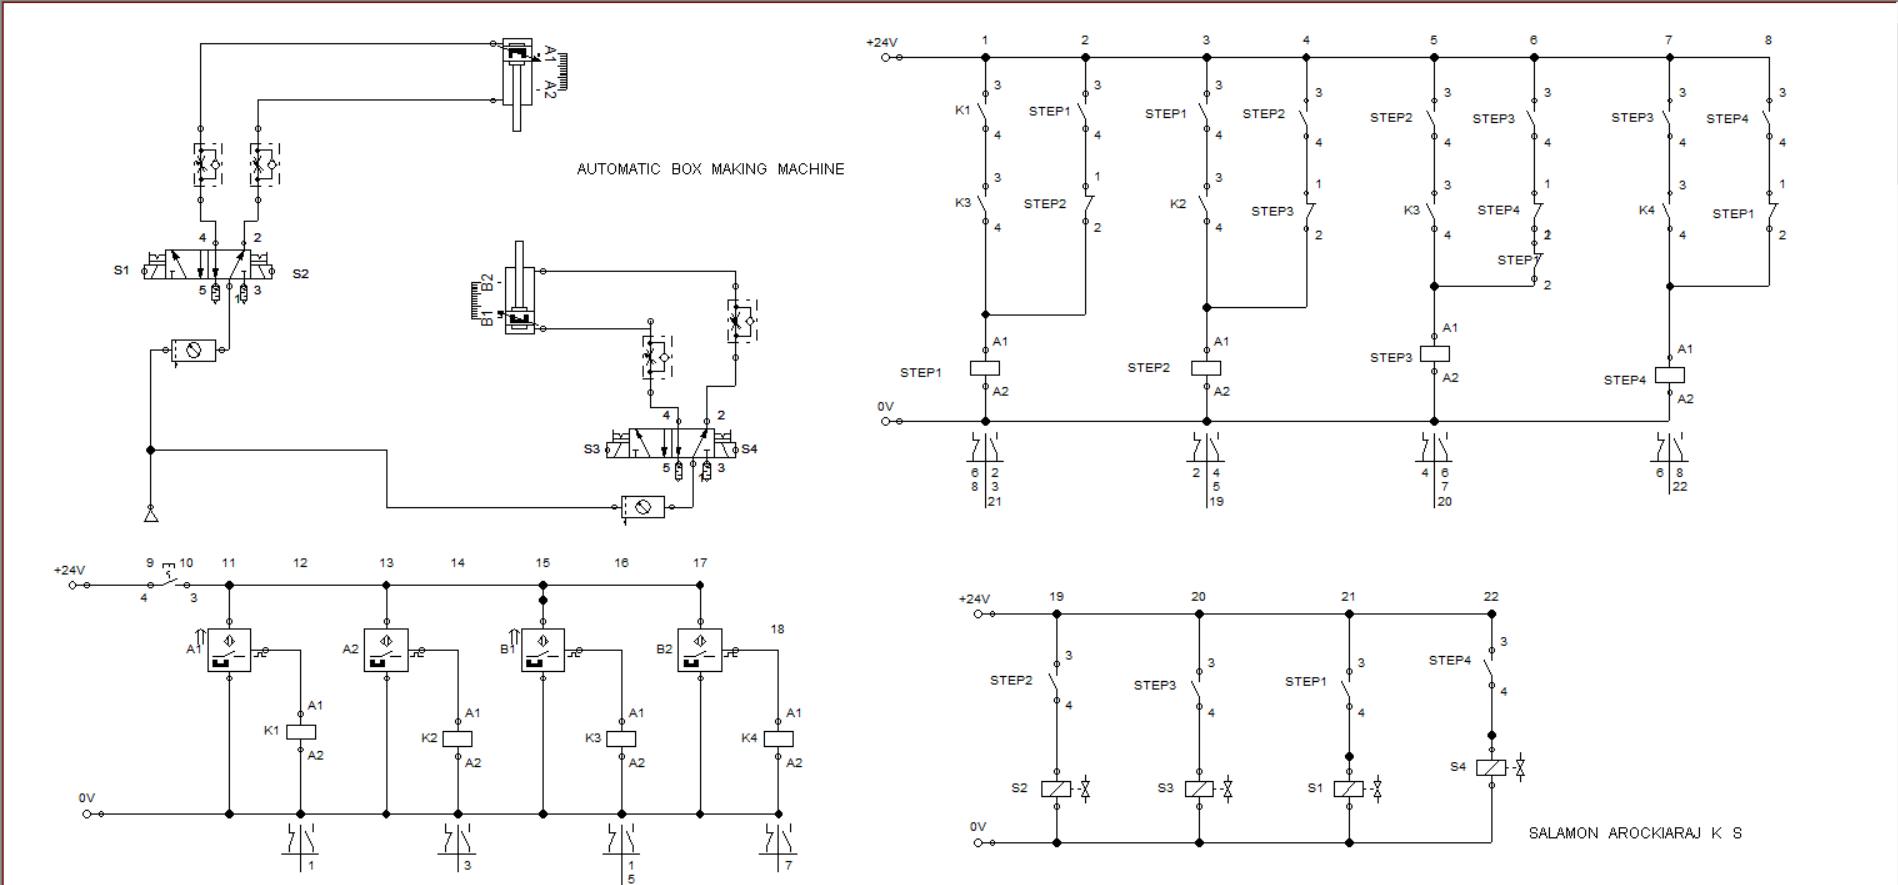 A1
A2
AUTOMATIC BOX MAKING MACHINE
4 2
S1 S2
5 1 3
B2
B1
4 2
S3 S4
5 1 3
+24V 1 2 3 4 5 6 7 8
3 3 3 3 3 3 3 3
K1 STEP1 STEP1 STEP2 STEP2 STEP3 STEP3 STEP4
4 4 4 4 4 4 4 4
3 1 3 1 3 1 3 1
K3 STEP2 K2 STEP3 K3 STEP4 K4 STEP1
4 2 4 2 4 2 4 2
1
STEP1
2
A1 A1 A1 A1
STEP1 STEP2 STEP3 STEP4
A2 A2 A2 A2
0V
6 2 2 4 4 6 6 8
8 3 5 7 22
21 19 20
+24V 9 10 11 12 13 14 15 16 17
4 3
18
A1 A2 B1 B2
A1 A1 A1 A1
K1 K2 K3 K4
A2 A2 A2 A2
0V
1 3 1 7
5
+24V 19 20 21 22
3 3 3 3
STEP2 STEP3 STEP1 STEP4
4 4 4 4
S2 S3 S1 S4
0V
SALAMON AROCKIARAJ K S